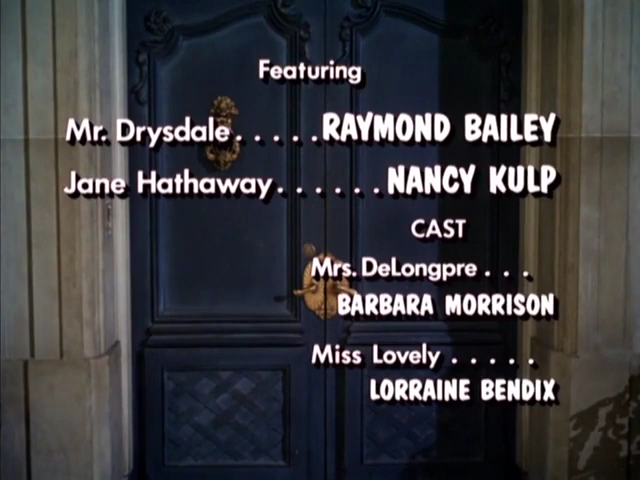 Featuring
Mr. Drysdale.....RAYMOND BAILEY
Jane Hathaway......NANCY KULP
CAST
Mrs. DeLongpre...
BARBARA MORRISON
Miss Lovely.....
LORRAINE BENDIX